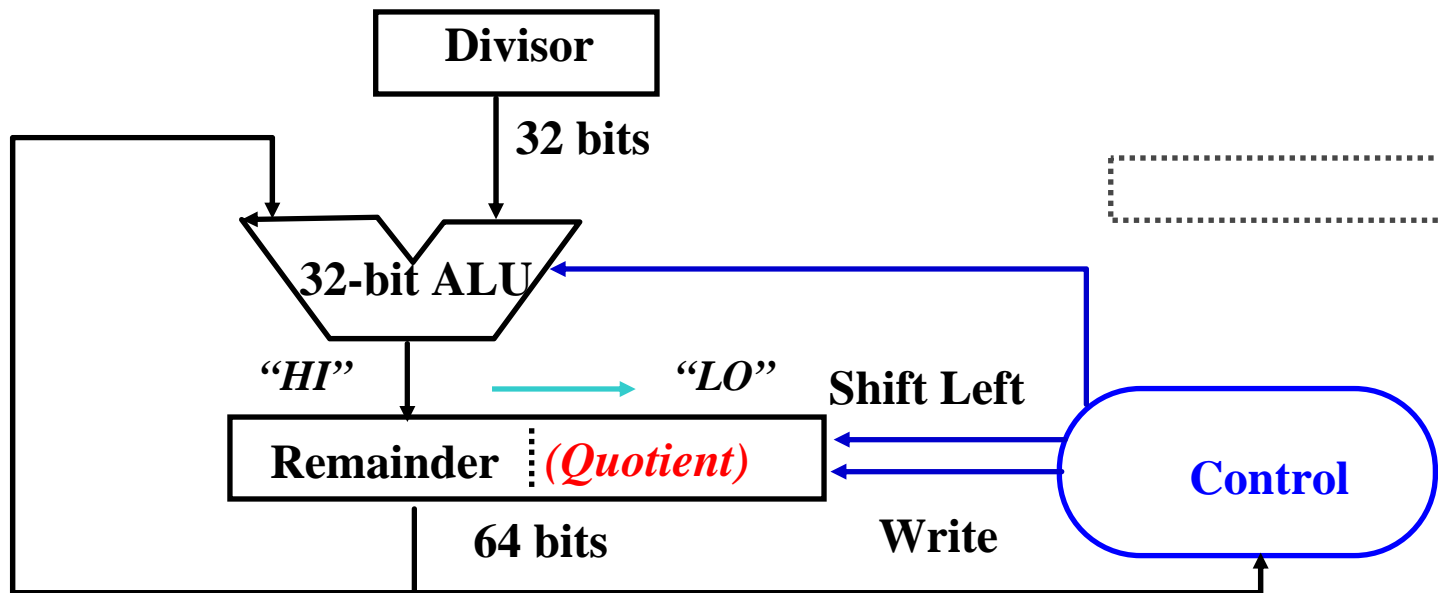 Divisor
32 bits
32-bit ALU
“HI”
“LO”
Shift Left
Remainder
(Quotient)
Control
64 bits
Write